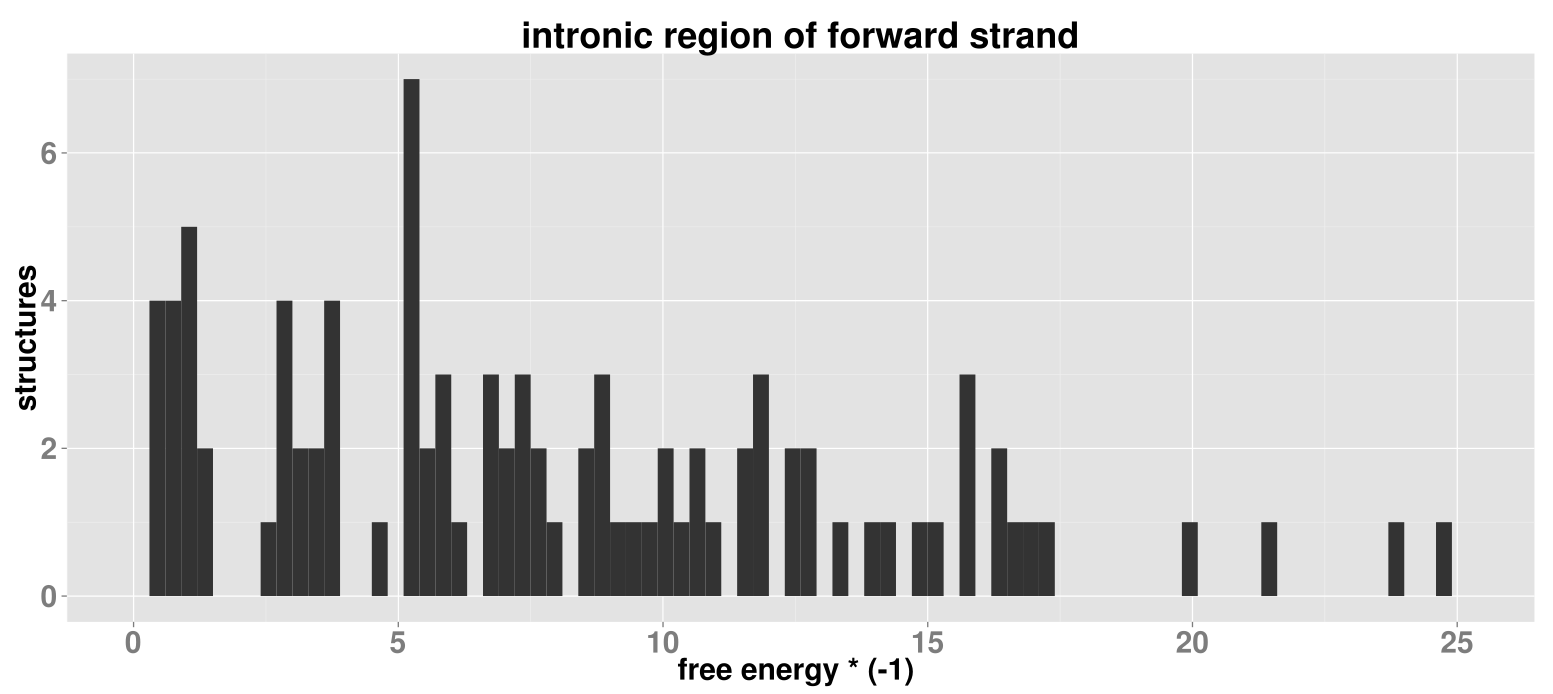 intronic region of forward strand
structures
6
4
2
0
0 5 10 15 20 25
free energy * (-1)